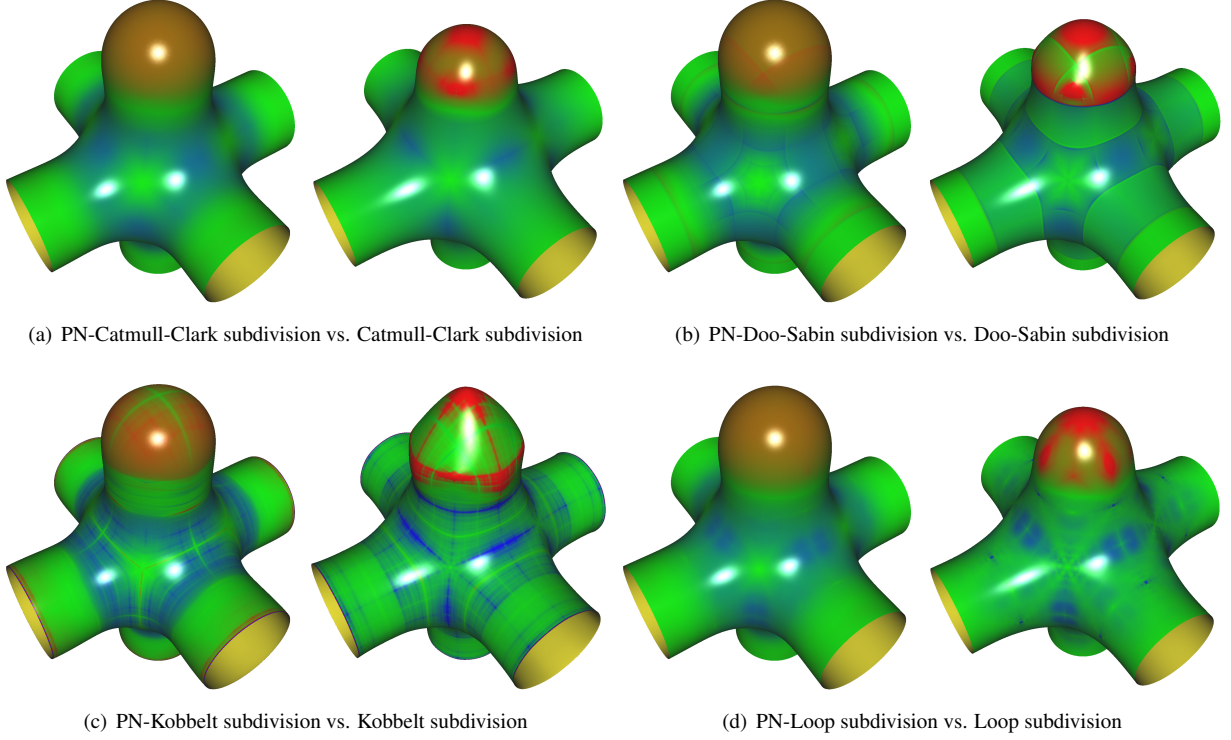 (a) PN-Catmull-Clark subdivision vs. Catmull-Clark subdivision
(b) PN-Doo-Sabin subdivision vs. Doo-Sabin subdivision
(c) PN-Kobbelt subdivision vs. Kobbelt subdivision
(d) PN-Loop subdivision vs. Loop subdivision